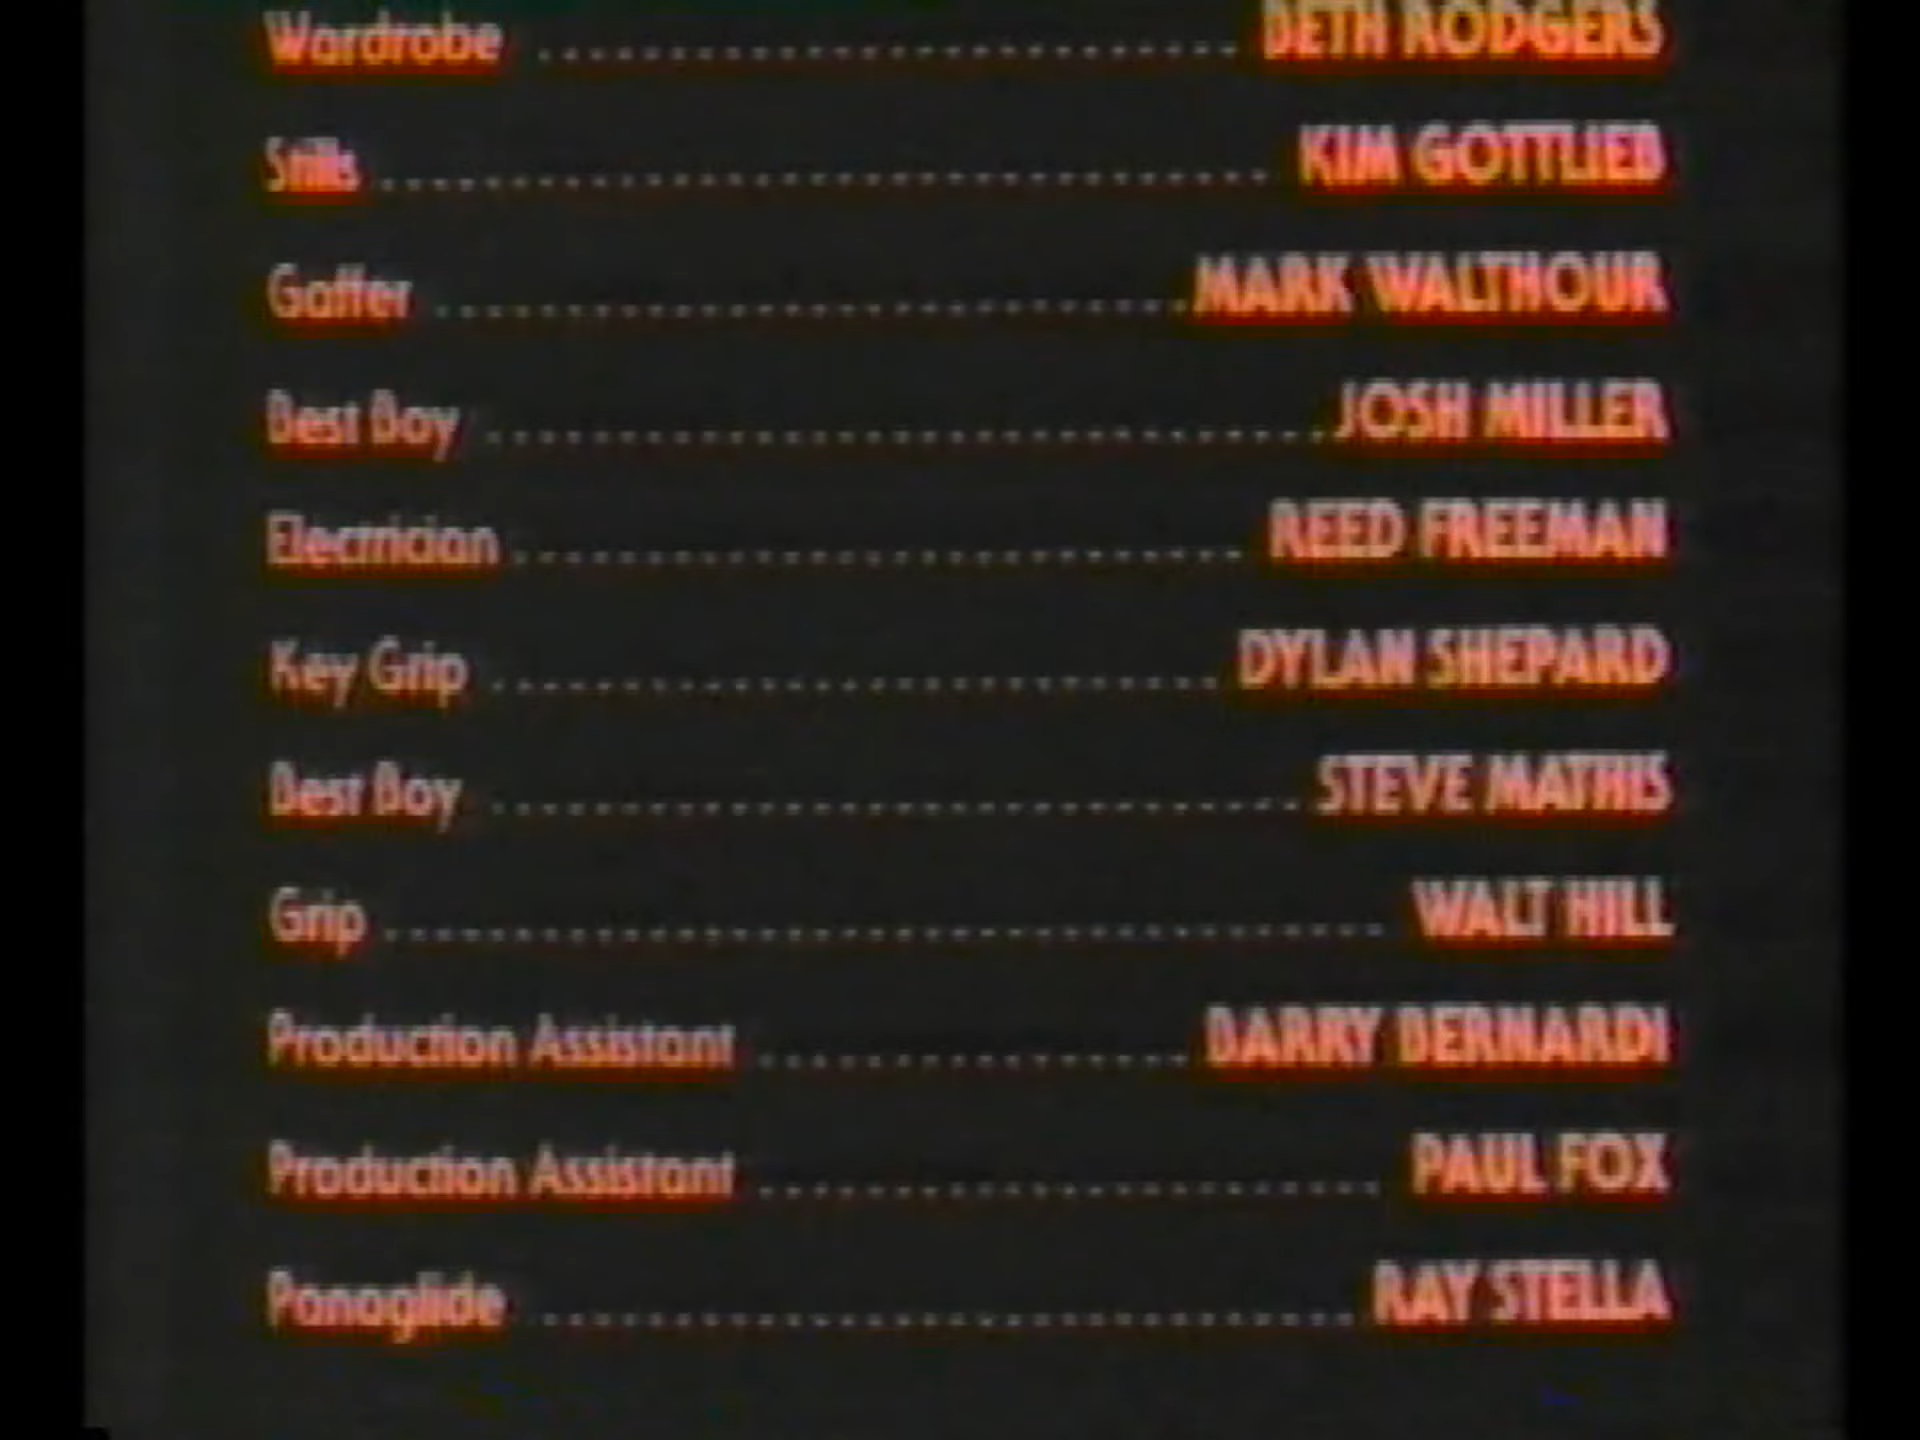 Wardrobe ........................... BETH RODGERS
Stills .................................. KIM GOTTLIEB
Gaffer ............................ MARK WALTHOUR
Best Boy ................................ JOSH MILLER
Electrician ............................ REED FREEMAN
Key Grip ............................ DYLAN SHEPARD
Best Boy ............................... STEVE MATHIS
Grip ...................................... WALT HILL
Production Assistant ................ BARRY BERNARDI
Production Assistant ........................ PAUL FOX
Panaglide ............................... RAY STELLA